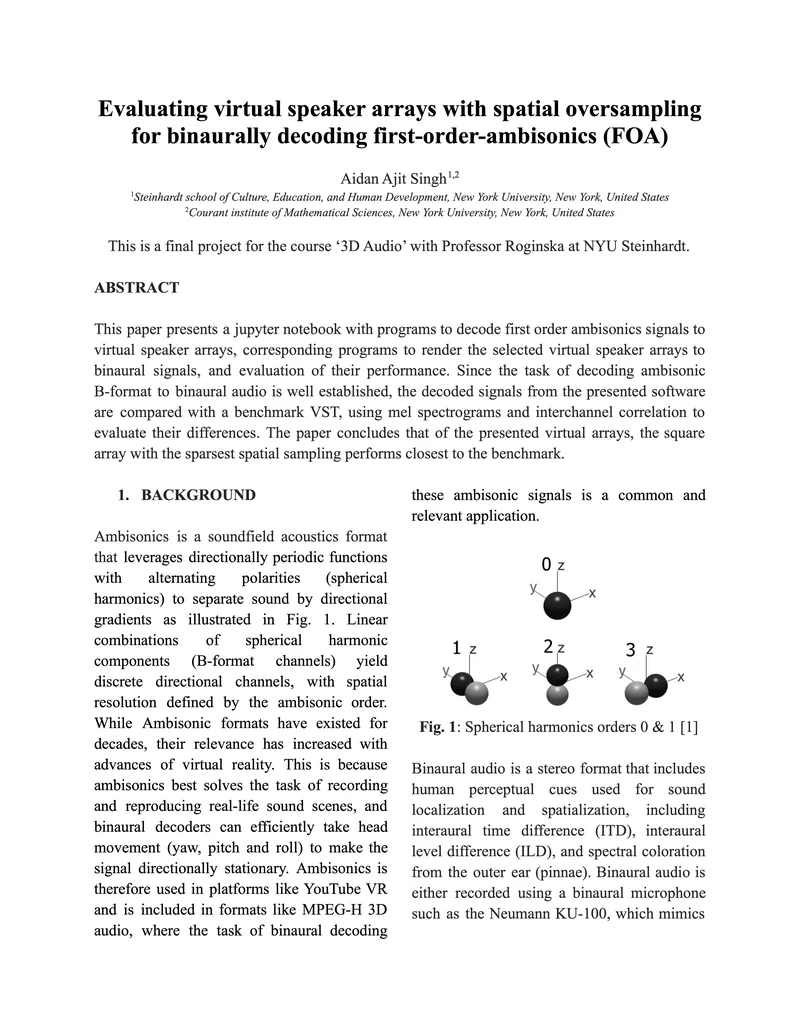 Evaluating virtual speaker arrays with spatial oversampling
for binaurally decoding first-order-ambisonics (FOA)
Aidan Ajit Singh1,2
1Steinhardt school of Culture, Education, and Human Development, New York University, New York, United States
2Courant institute of Mathematical Sciences, New York University, New York, United States
This is a final project for the course ‘3D Audio’ with Professor Roginska at NYU Steinhardt.
ABSTRACT
This paper presents a jupyter notebook with programs to decode first order ambisonics signals to
virtual speaker arrays, corresponding programs to render the selected virtual speaker arrays to
binaural signals, and evaluation of their performance. Since the task of decoding ambisonic
B-format to binaural audio is well established, the decoded signals from the presented software
are compared with a benchmark VST, using mel spectrograms and interchannel correlation to
evaluate their differences. The paper concludes that of the presented virtual arrays, the square
array with the sparsest spatial sampling performs closest to the benchmark.
1. BACKGROUND
Ambisonics is a soundfield acoustics format
that leverages directionally periodic functions
with alternating polarities (spherical
harmonics) to separate sound by directional
gradients as illustrated in Fig. 1. Linear
combinations of spherical harmonic
components (B-format channels) yield
discrete directional channels, with spatial
resolution defined by the ambisonic order.
While Ambisonic formats have existed for
decades, their relevance has increased with
advances of virtual reality. This is because
ambisonics best solves the task of recording
and reproducing real-life sound scenes, and
binaural decoders can efficiently take head
movement (yaw, pitch and roll) to make the
signal directionally stationary. Ambisonics is
therefore used in platforms like YouTube VR
and is included in formats like MPEG-H 3D
audio, where the task of binaural decoding
these ambisonic signals is a common and
relevant application.
0 z
y
x
1 z
y
x
2 z
y
x
3 z
y
x
Fig. 1: Spherical harmonics orders 0 & 1 [1]
Binaural audio is a stereo format that includes
human perceptual cues used for sound
localization and spatialization, including
interaural time difference (ITD), interaural
level difference (ILD), and spectral coloration
from the outer ear (pinnae). Binaural audio is
either recorded using a binaural microphone
such as the Neumann KU-100, which mimics